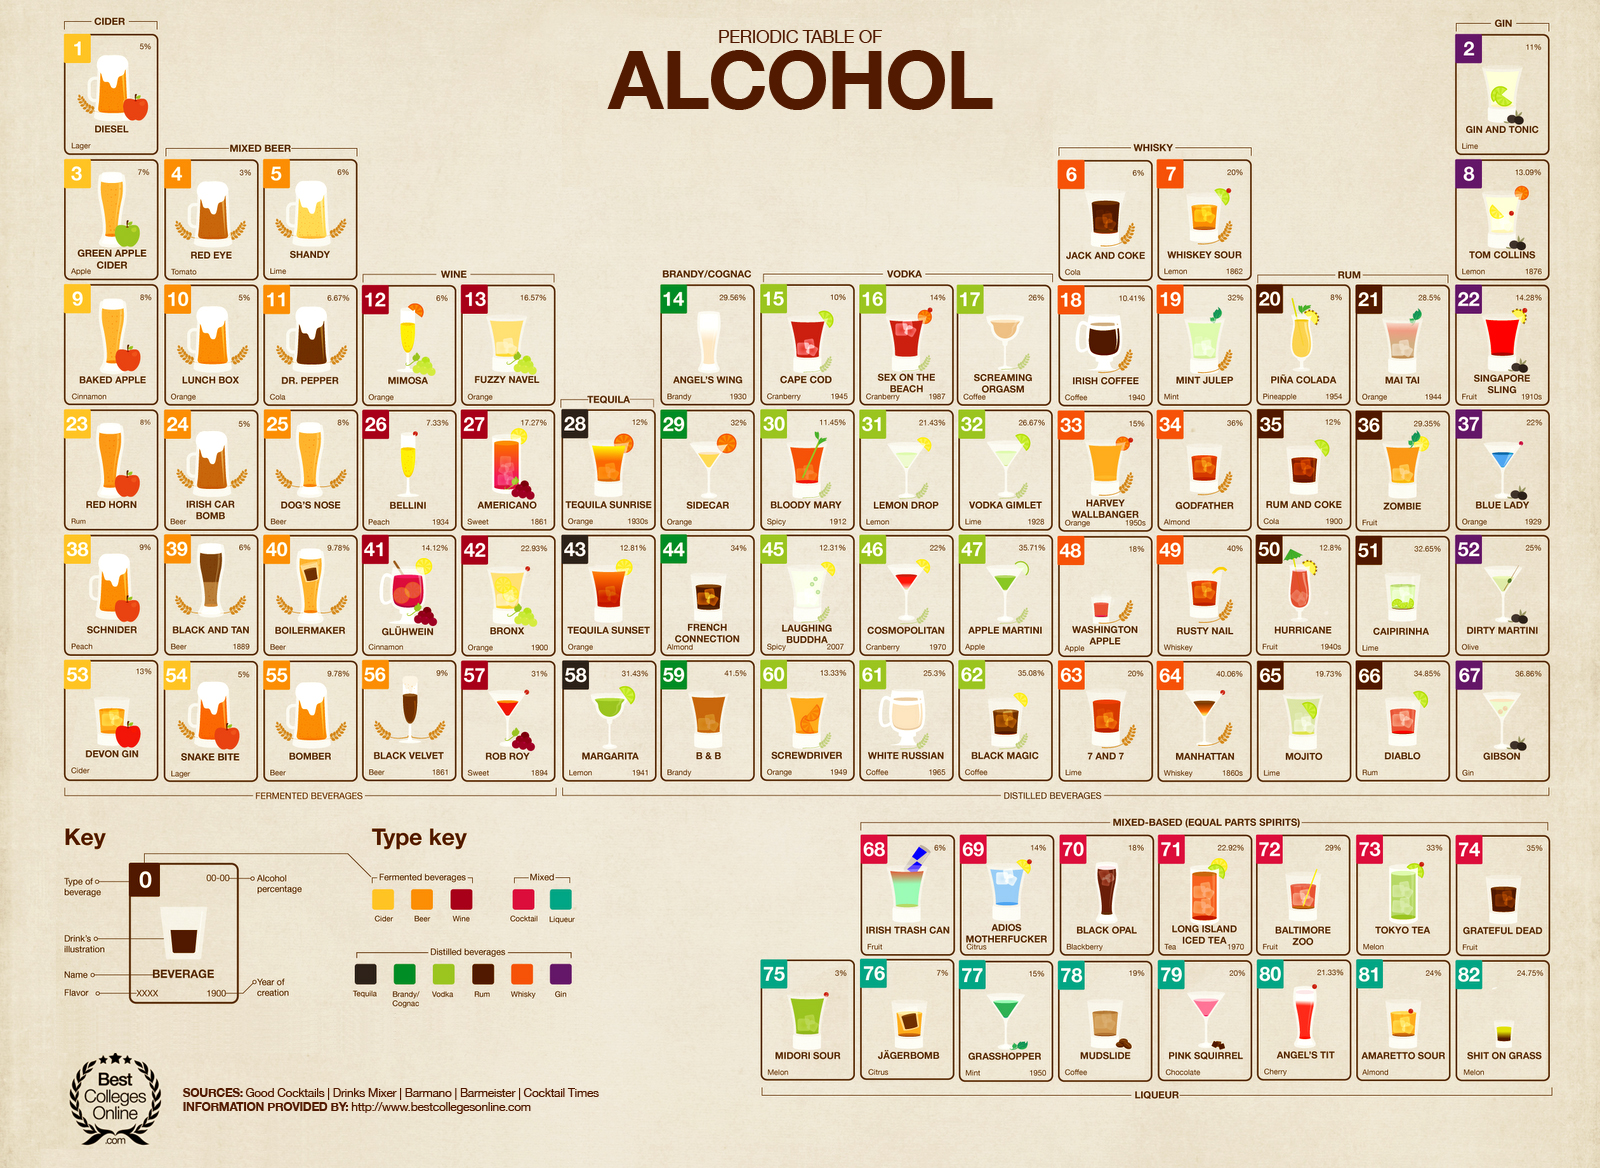 PERIODIC TABLE OF
ALCOHOL
CIDER
GIN
1
5%
DIESEL
Lager
2
11%
GIN AND TONIC
Lime
MIXED BEER
WHISKY
3
7%
GREEN APPLE
CIDER
Apple
4
3%
RED EYE
Tomato
5
6%
SHANDY
Lime
6
6%
JACK AND COKE
Cola
7
20%
WHISKEY SOUR
Lemon 1862
8
13.09%
TOM COLLINS
Lemon 1876
WINE
BRANDY/COGNAC
VODKA
RUM
9
8%
BAKED APPLE
Cinnamon
10
5%
LUNCH BOX
Orange
11
6.67%
DR. PEPPER
Cola
12
6%
MIMOSA
Orange
13
16.57%
FUZZY NAVEL
Orange
14
29.56%
ANGEL'S WING
Brandy 1930
15
10%
CAPE COD
Cranberry 1945
16
14%
SEX ON THE
BEACH
Cranberry 1987
17
26%
SCREAMING
ORGASM
Coffee
18
10.41%
IRISH COFFEE
Coffee 1940
19
32%
MINT JULEP
Mint
20
8%
PIÑA COLADA
Pineapple 1954
21
28.5%
MAI TAI
Orange 1944
22
14.28%
SINGAPORE
SLING
Fruit 1910s
TEQUILA
23
8%
RED HORN
Rum
24
5%
IRISH CAR
BOMB
Beer
25
8%
DOG'S NOSE
Beer
26
7.33%
BELLINI
Peach 1934
27
17.27%
AMERICANO
Sweet 1861
28
12%
TEQUILA SUNRISE
Orange 1930s
29
32%
SIDECAR
Orange
30
11.45%
BLOODY MARY
Spicy 1912
31
21.43%
LEMON DROP
Lemon
32
26.67%
VODKA GIMLET
Lime 1928
33
15%
HARVEY
WALLBANGER
Orange 1950s
34
36%
GODFATHER
Almond
35
12%
RUM AND COKE
Cola 1900
36
29.35%
ZOMBIE
Fruit
37
22%
BLUE LADY
Orange 1929
38
9%
SCHNIDER
Peach
39
6%
BLACK AND TAN
Beer 1889
40
9.78%
BOILERMAKER
Beer
41
14.12%
GLÜHWEIN
Cinnamon
42
22.93%
BRONX
Orange 1900
43
12.81%
TEQUILA SUNSET
Orange
44
34%
FRENCH
CONNECTION
Almond
45
12.31%
LAUGHING
BUDDHA
Spicy 2007
46
22%
COSMOPOLITAN
Cranberry 1970
47
35.71%
APPLE MARTINI
Apple
48
18%
WASHINGTON
APPLE
Apple
49
40%
RUSTY NAIL
Whiskey
50
12.8%
HURRICANE
Fruit 1940s
51
32.65%
CAIPIRINHA
Lime
52
25%
DIRTY MARTINI
Olive
53
13%
DEVON GIN
Cider
54
5%
SNAKE BITE
Lager
55
9.78%
BOMBER
Beer
56
9%
BLACK VELVET
Beer 1861
57
31%
ROB ROY
Sweet 1894
58
31.43%
MARGARITA
Lemon 1941
59
41.5%
B & B
Brandy
60
13.33%
SCREWDRIVER
Orange 1949
61
25.3%
WHITE RUSSIAN
Coffee 1965
62
35.08%
BLACK MAGIC
Coffee
63
20%
7 AND 7
Lime
64
40.06%
MANHATTAN
Whiskey 1860s
65
19.73%
MOJITO
Lime
66
34.85%
DIABLO
Rum
67
36.86%
GIBSON
Gin
FERMENTED BEVERAGES
DISTILLED BEVERAGES
MIXED-BASED (EQUAL PARTS SPIRITS)
68
6%
IRISH TRASH CAN
Fruit
69
14%
ADIOS
MOTHERFUCKER
Citrus
70
18%
BLACK OPAL
Blackberry
71
22.92%
LONG ISLAND
ICED TEA
Tea 1970
72
29%
BALTIMORE
ZOO
Fruit
73
33%
TOKYO TEA
Melon
74
35%
GRATEFUL DEAD
Fruit
75
3%
MIDORI SOUR
Melon
76
7%
JÄGERBOMB
Citrus
77
15%
GRASSHOPPER
Mint 1950
78
19%
MUDSLIDE
Coffee
79
20%
PINK SQUIRREL
Chocolate
80
21.33%
ANGEL'S TIT
Cherry
81
24%
AMARETTO SOUR
Almond
82
24.75%
SHIT ON GRASS
Melon
LIQUEUR
Key
0
00-00
Alcohol
percentage
Type of
beverage
Drink's
illustration
Name
BEVERAGE
Flavor
XXXX
1900
Year of
creation
Type key
Fermented beverages
Cider
Beer
Wine
Mixed
Cocktail
Liqueur
Distilled beverages
Tequila
Brandy/
Cognac
Vodka
Rum
Whisky
Gin
Best
Colleges
Online
.com
SOURCES: Good Cocktails | Drinks Mixer | Barmano | Barmeister | Cocktail Times
INFORMATION PROVIDED BY: http://www.bestcollegesonline.com